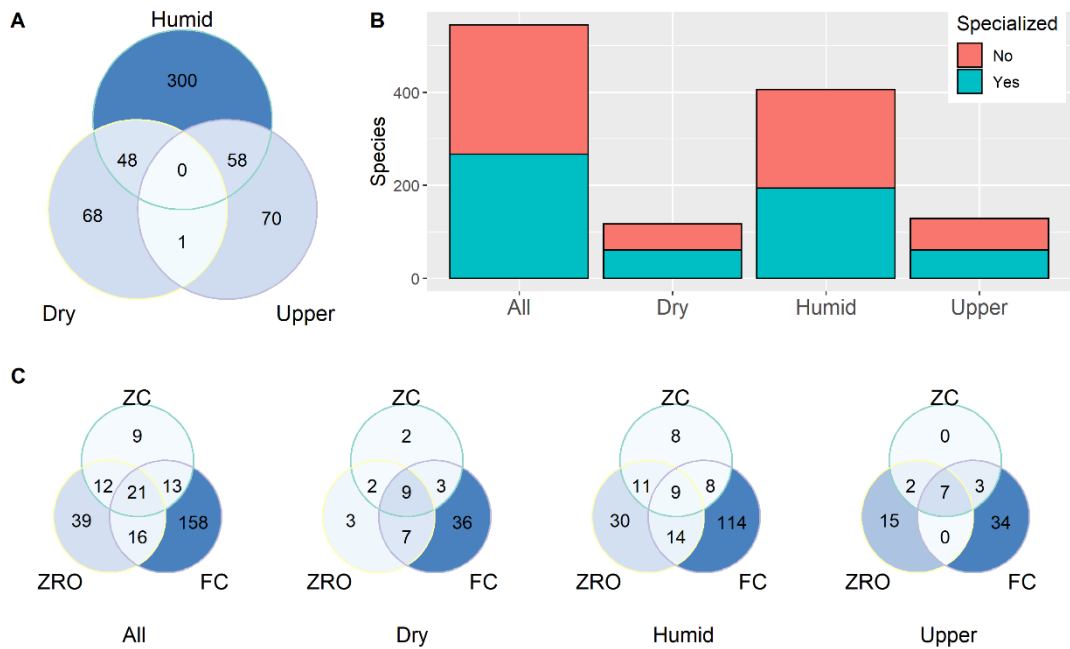 A
Humid
300
48
0
58
68
1
70
Dry
Upper
B
Species
400
200
0
All
Dry
Humid
Upper
Specialized
No
Yes
C
ZC
9
12
21
13
39
16
158
ZRO
FC
All
ZC
2
2
9
3
3
7
36
ZRO
FC
Dry
ZC
8
11
9
8
30
14
114
ZRO
FC
Humid
ZC
0
2
7
3
15
0
34
ZRO
FC
Upper